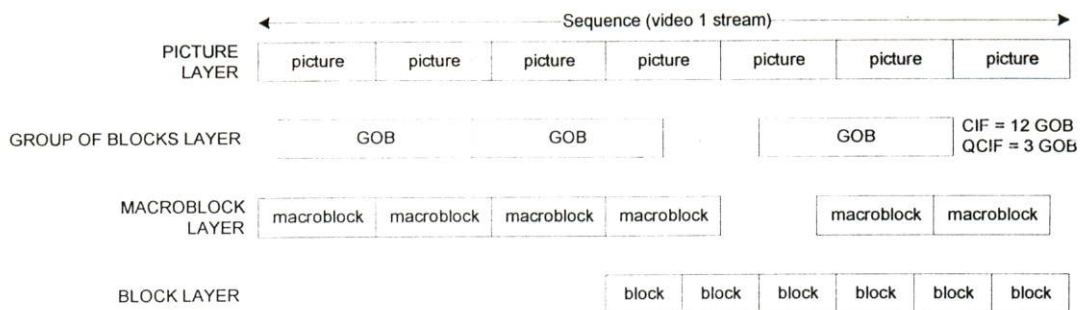 Sequence (video 1 stream)
PICTURE
LAYER
picture picture picture picture picture picture picture
GROUP OF BLOCKS LAYER
GOB GOB GOB
CIF = 12 GOB
QCIF = 3 GOB
MACROBLOCK
LAYER
macroblock macroblock macroblock macroblock macroblock macroblock
BLOCK LAYER
block block block block block block